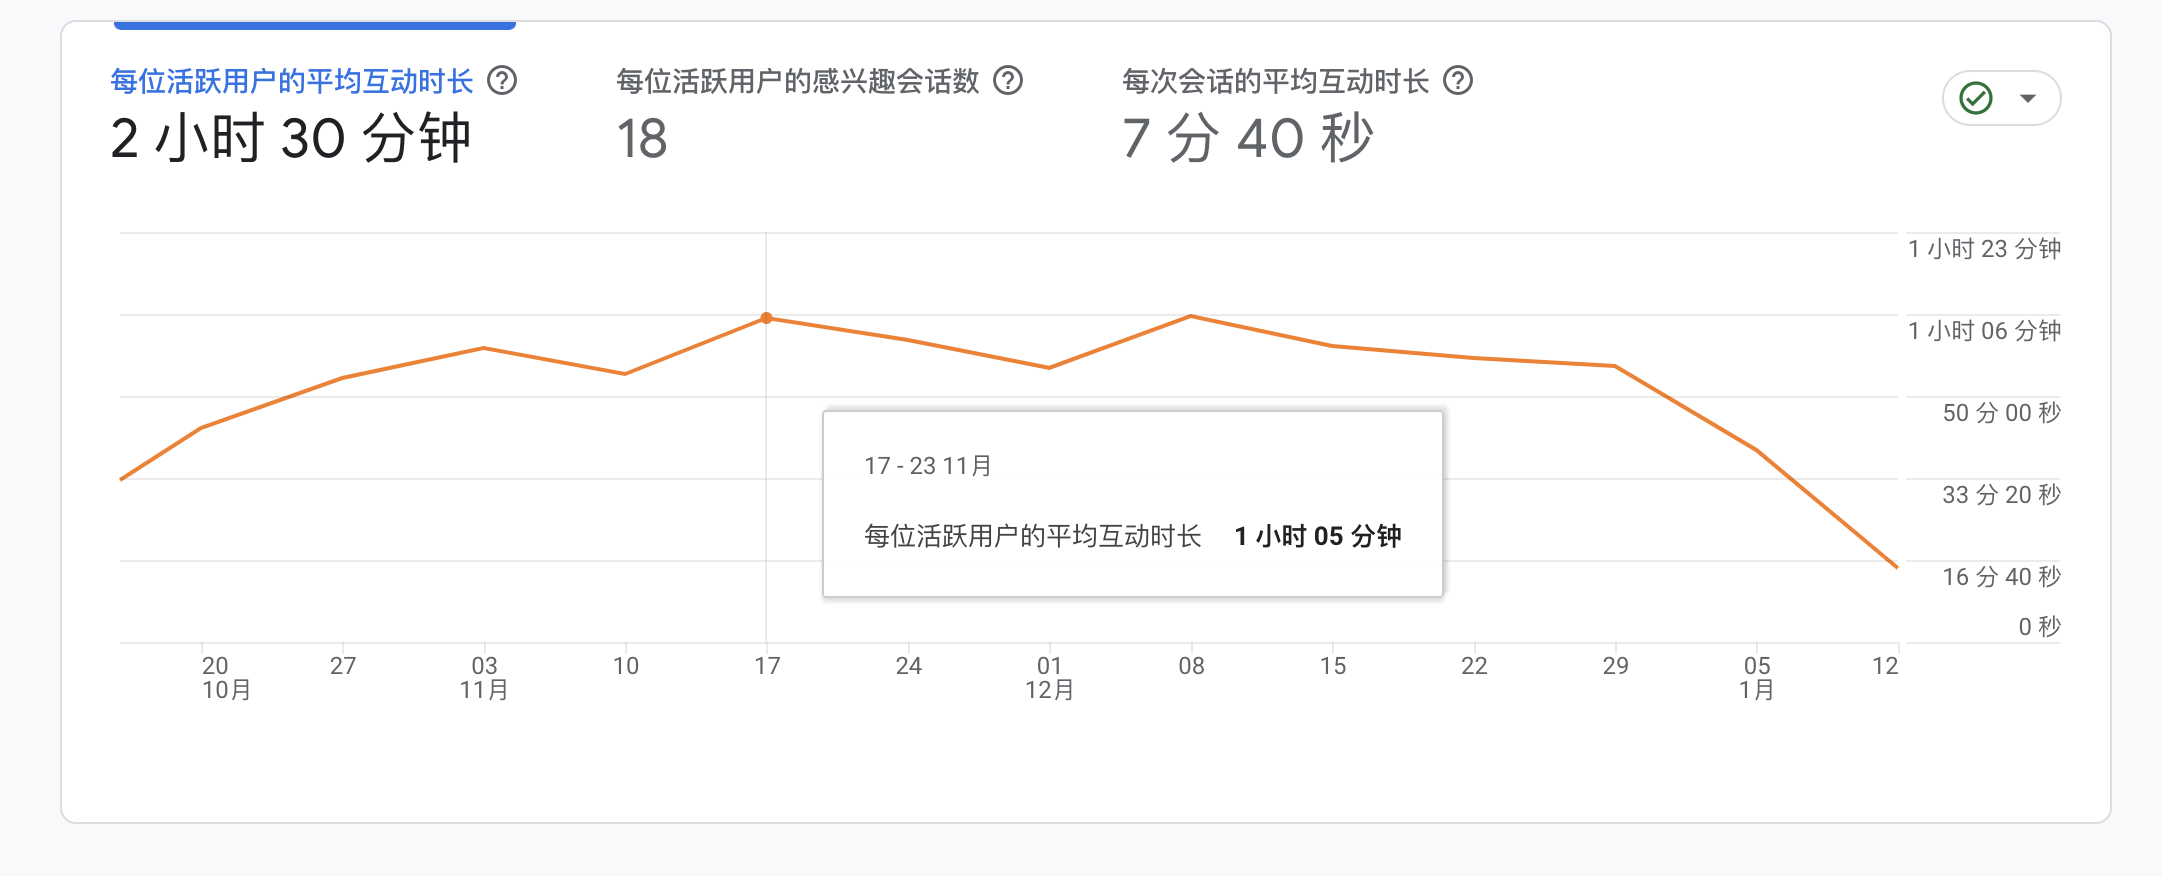 每位活跃用户的平均互动时长
2 小时 30 分钟
每位活跃用户的感兴趣会话数
18
每次会话的平均互动时长
7 分 40 秒
1 小时 23 分钟
1 小时 06 分钟
50 分 00 秒
33 分 20 秒
16 分 40 秒
0 秒
17 - 23 11月
每位活跃用户的平均互动时长 1 小时 05 分钟
20 27 03 10 17 24 01 08 15 22 29 05 12
10月 11月 12月 1月